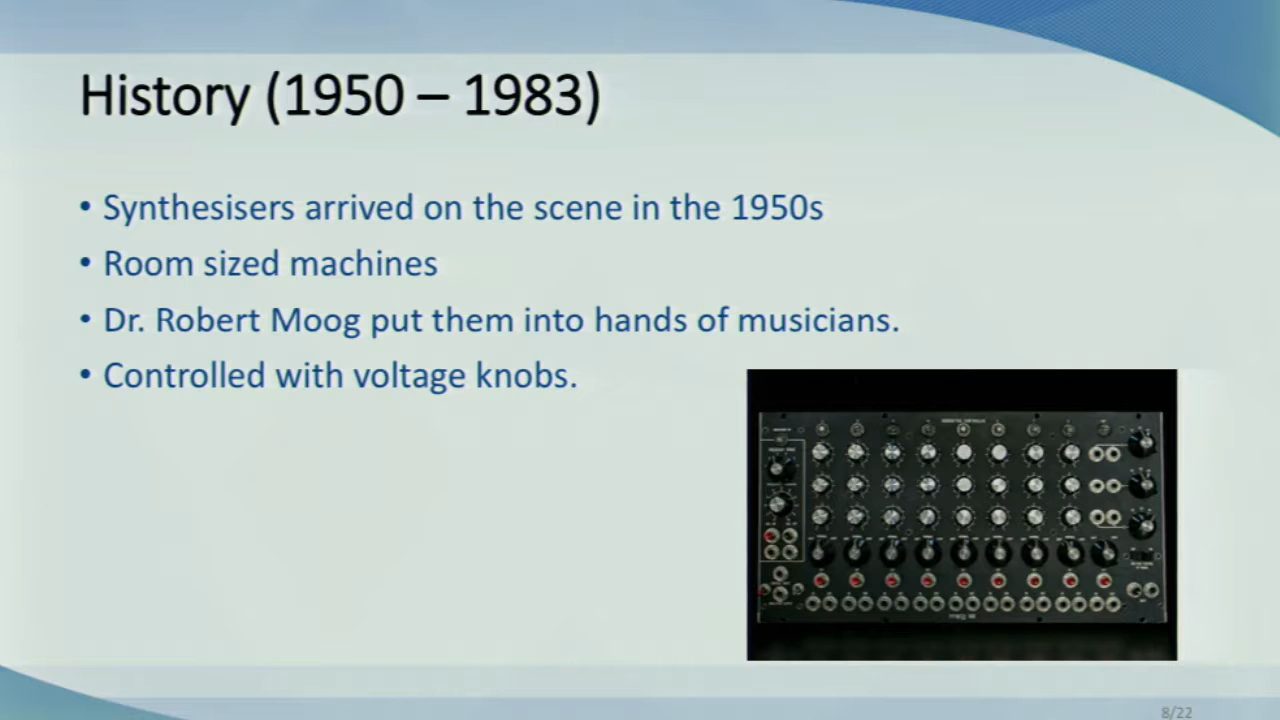 History (1950 – 1983)
• Synthesisers arrived on the scene in the 1950s
• Room sized machines
• Dr. Robert Moog put them into hands of musicians.
• Controlled with voltage knobs.
8/22